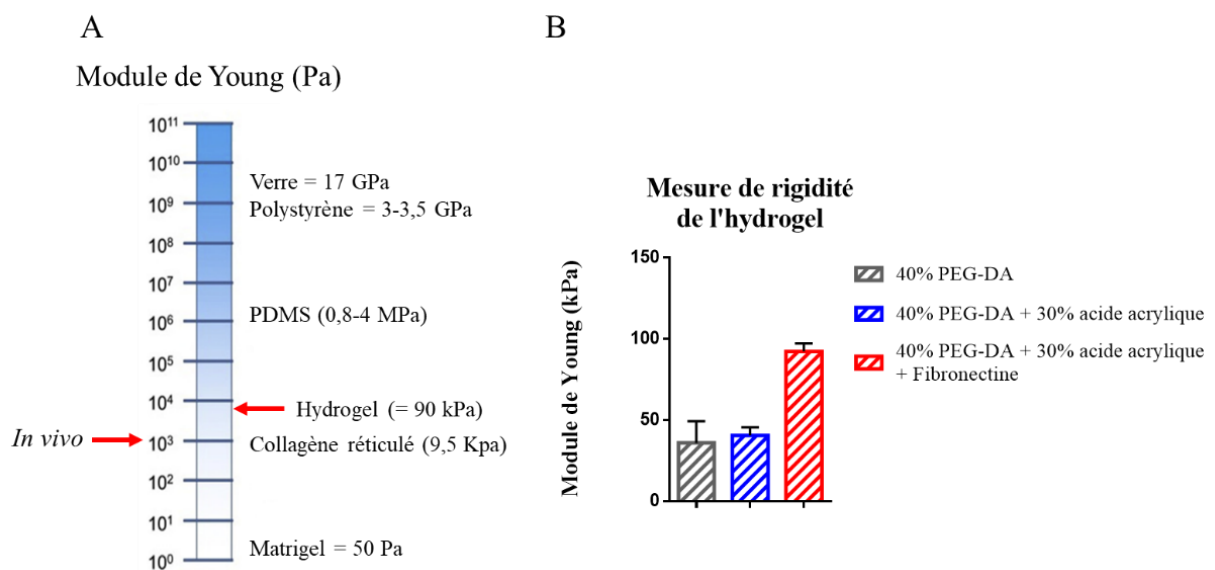 A
Module de Young (Pa)
10¹¹
10¹⁰
Verre = 17 GPa
10⁹
Polystyrène = 3-3,5 GPa
10⁸
10⁷
PDMS (0,8-4 MPa)
10⁶
10⁵
10⁴
Hydrogel (= 90 kPa)
In vivo
10³
Collagène réticulé (9,5 Kpa)
10²
10¹
Matrigel = 50 Pa
10⁰
B
Mesure de rigidité
de l'hydrogel
Module de Young (kPa)
150
100
50
0
40% PEG-DA
40% PEG-DA + 30% acide acrylique
40% PEG-DA + 30% acide acrylique
+ Fibronectine